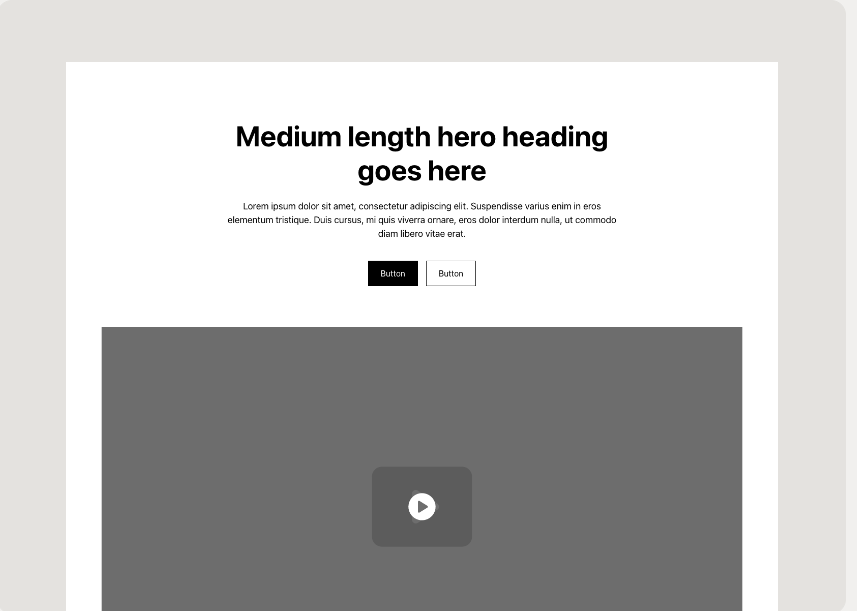 Medium length hero heading
goes here
Lorem ipsum dolor sit amet, consectetur adipiscing elit. Suspendisse varius enim in eros
elementum tristique. Duis cursus, mi quis viverra ornare, eros dolor interdum nulla, ut commodo
diam libero vitae erat.
Button Button